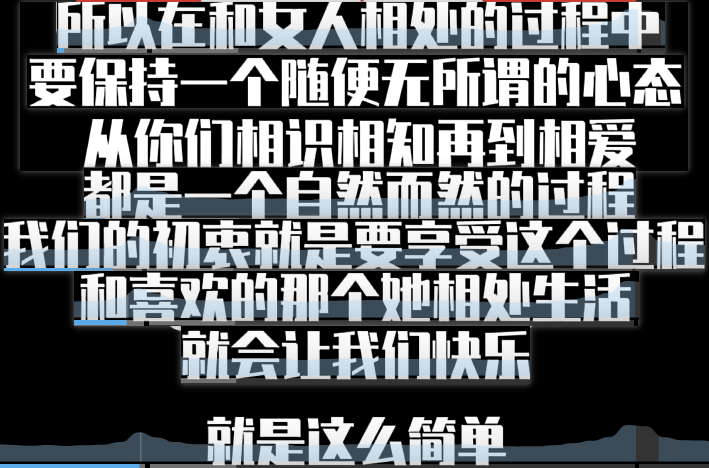 所以在和女人相处的过程中
要保持一个随便无所谓的心态
从你们相识相知再到相爱
都是一个自然而然的过程
我们的初衷就是要享受这个过程
和喜欢的那个她相处生活
就会让我们快乐
就是这么简单